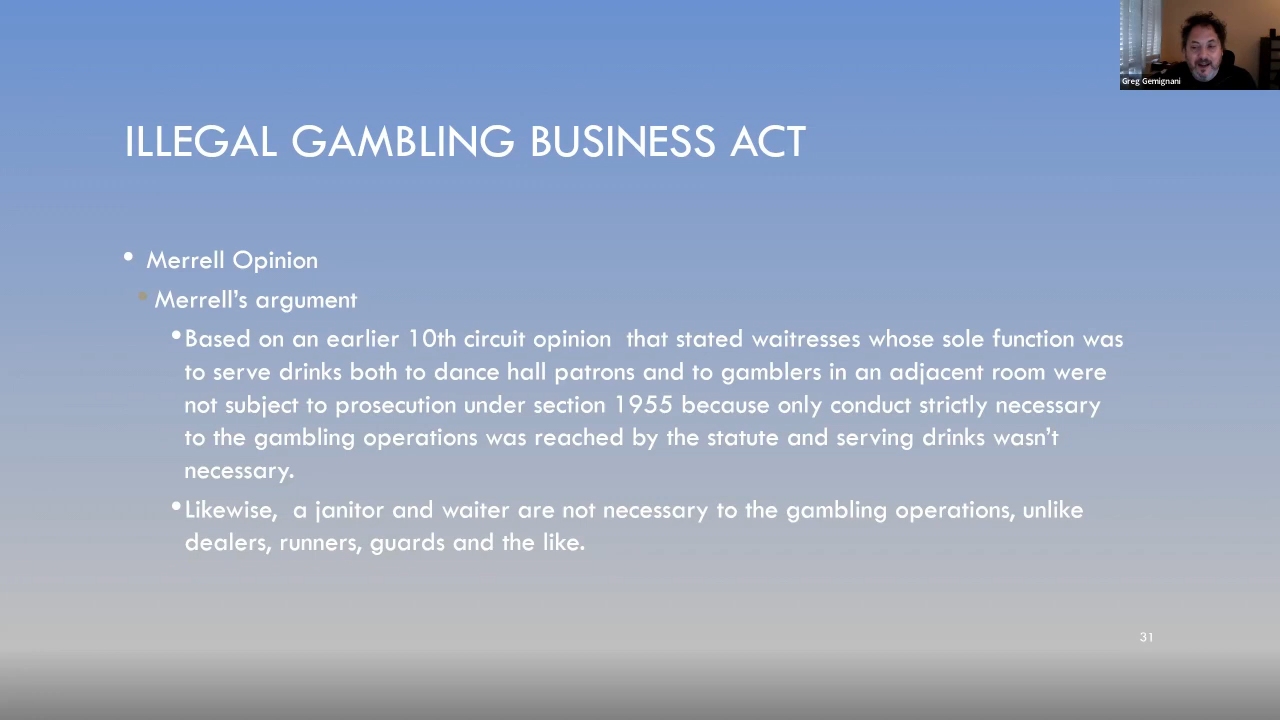 Greg Gemignani
ILLEGAL GAMBLING BUSINESS ACT
• Merrell Opinion
▪ Merrell’s argument
•Based on an earlier 10th circuit opinion  that stated waitresses whose sole function was
to serve drinks both to dance hall patrons and to gamblers in an adjacent room were
not subject to prosecution under section 1955 because only conduct strictly necessary
to the gambling operations was reached by the statute and serving drinks wasn’t
necessary.
•Likewise,  a janitor and waiter are not necessary to the gambling operations, unlike
dealers, runners, guards and the like.
31